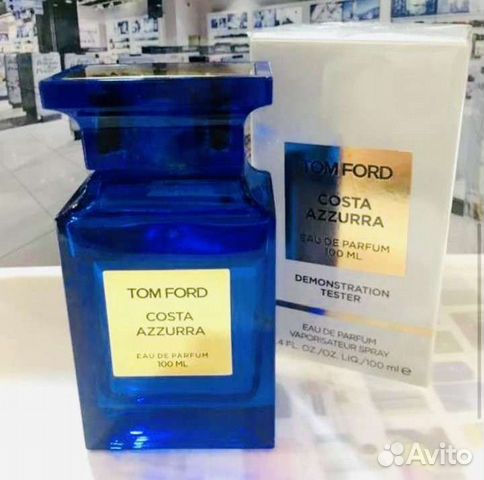 TOM FORD
COSTA
AZZURRA
EAU DE PARFUM
100 ML
TOM FORD
COSTA
AZZURRA
EAU DE PARFUM
100 ML
DEMONSTRATION
TESTER
EAU DE PARFUM
VAPORISATEUR SPRAY
.4 FL. OZ./OZ. LIQ./100 ml e
Avito